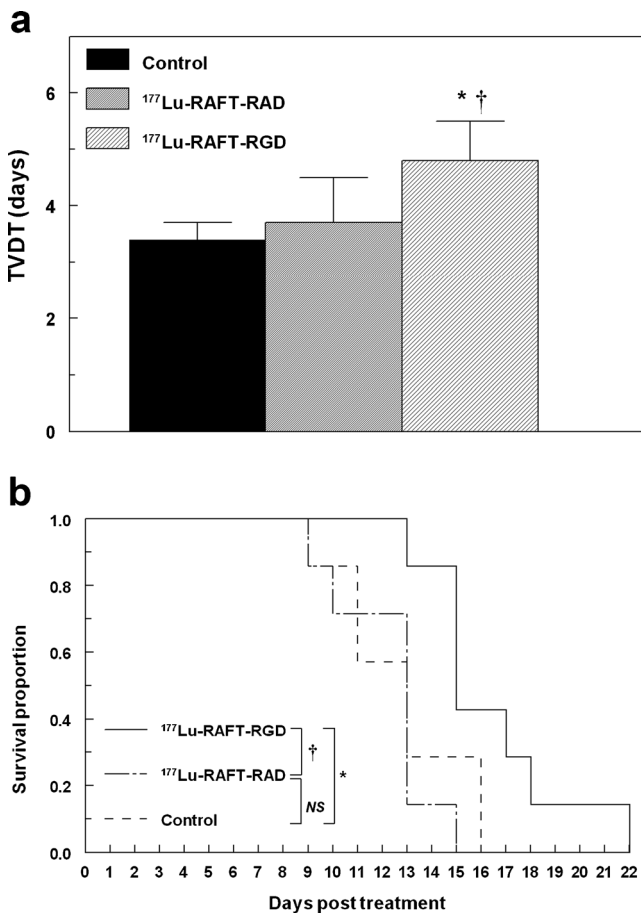 a
Control
¹⁷⁷Lu-RAFT-RAD
¹⁷⁷Lu-RAFT-RGD
* †
TVDT (days)
6
4
2
0
b
Survival proportion
1.0
0.8
0.6
0.4
0.2
0.0
¹⁷⁷Lu-RAFT-RGD
†
¹⁷⁷Lu-RAFT-RAD
*
NS
Control
0 1 2 3 4 5 6 7 8 9 10 11 12 13 14 15 16 17 18 19 20 21 22
Days post treatment